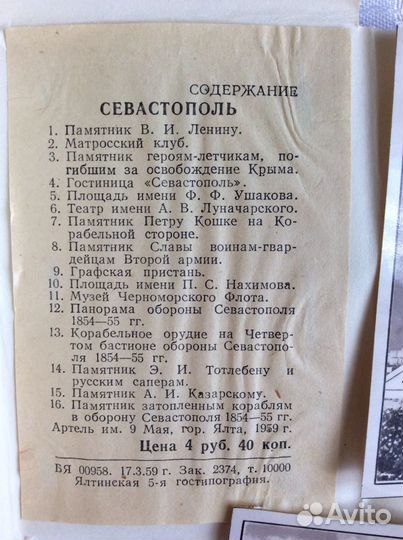 СОДЕРЖАНИЕ
СЕВАСТОПОЛЬ
1. Памятник В. И. Ленину.
2. Матросский клуб.
3. Памятник героям-летчикам, по-
гибшим за освобождение Крыма.
4. Гостиница «Севастополь».
5. Площадь имени Ф. Ф. Ушакова.
6. Театр имени А. В. Луначарского.
7. Памятник Петру Кошке на Ко-
рабельной стороне.
8. Памятник Славы воинам-гвар-
дейцам Второй армии.
9. Графская пристань.
10. Площадь имени П. С. Нахимова.
11. Музей Черноморского Флота.
12. Панорама обороны Севастополя
1854—55 гг.
13. Корабельное орудие на Четвер-
том бастионе обороны Севастопо-
ля 1854—55 гг.
14. Памятник Э. И. Тотлебену и
русским саперам.
15. Памятник А. И. Казарскому.
16. Памятник затопленным кораблям
в оборону Севастополя 1854—55 гг.
Артель им. 9 Мая, гор. Ялта, 1959 г.
Цена 4 руб. 40 коп.
БЯ 00958. 17.3.59 г. Зак. 2374, т. 10000
Ялтинская 5-я гостипография.
Avito